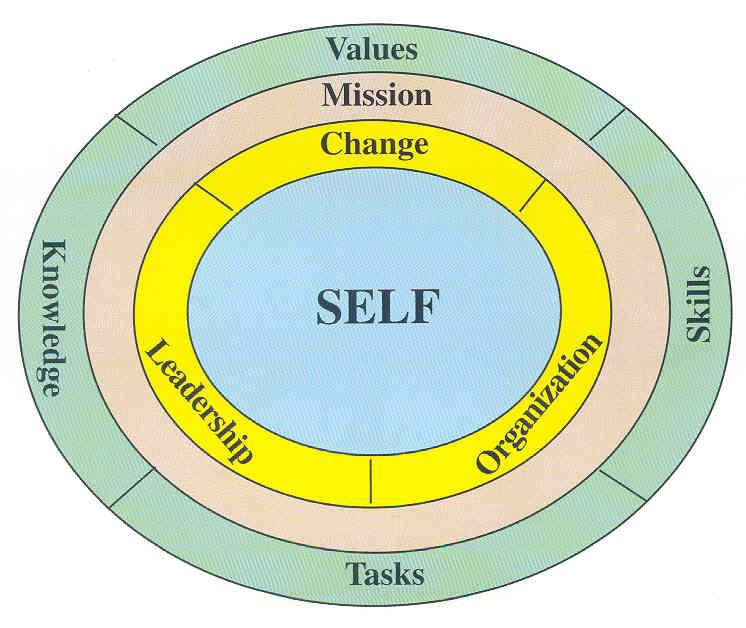 Values
Mission
Change
Knowledge
SELF
Skills
Leadership
Organization
Tasks